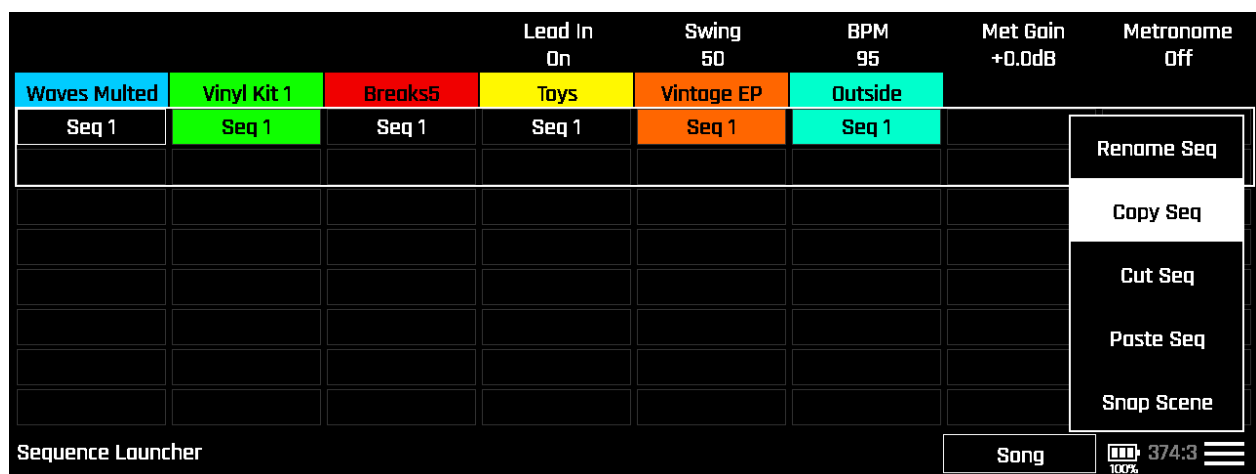 Lead In Swing BPM Met Gain Metronome
On 50 95 +0.0dB Off
Waves Multed Vinyl Kit 1 Breaks5 Toys Vintage EP Outside
Seq 1 Seq 1 Seq 1 Seq 1 Seq 1 Seq 1
Rename Seq
Copy Seq
Cut Seq
Paste Seq
Snap Scene
Sequence Launcher Song 100% 374:3